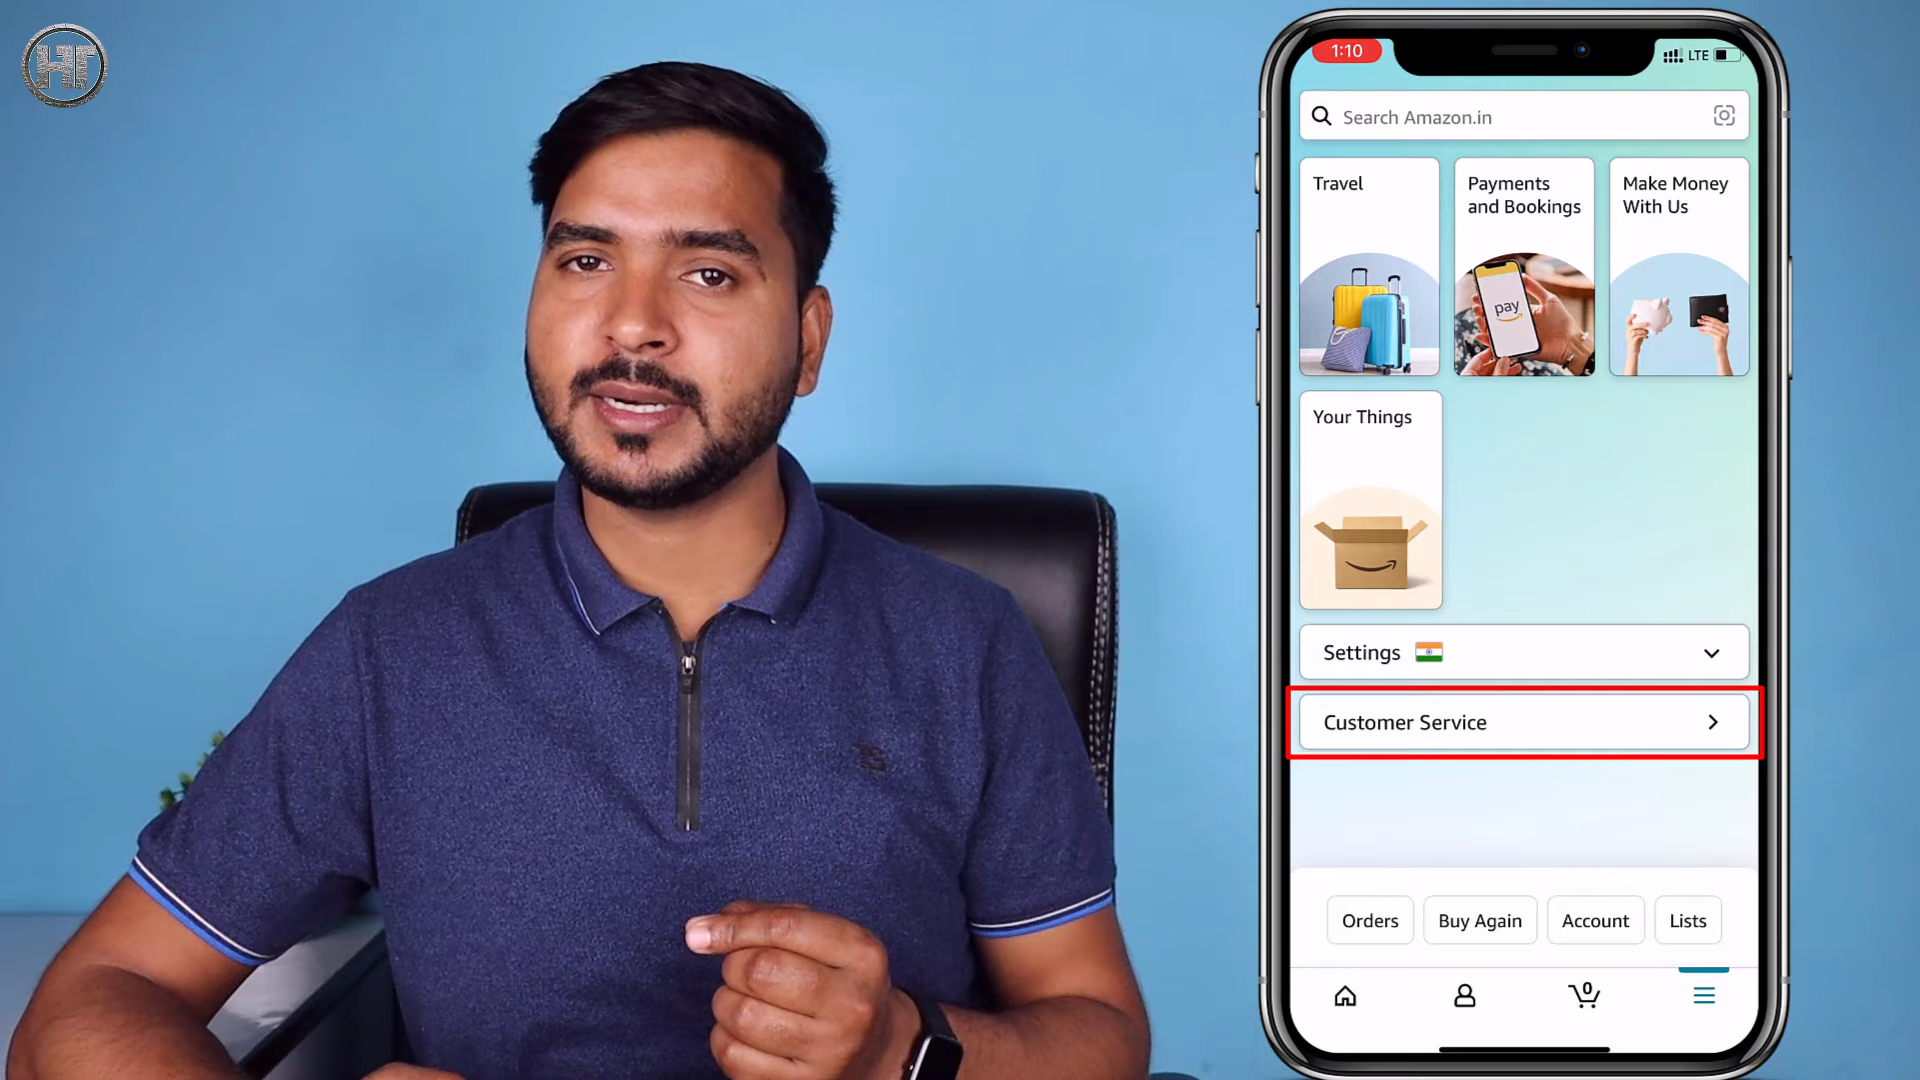 HT
1:10
LTE
Search Amazon.in
Travel
Payments
and Bookings
Make Money
With Us
pay
Your Things
Settings
Customer Service
Orders
Buy Again
Account
Lists
0